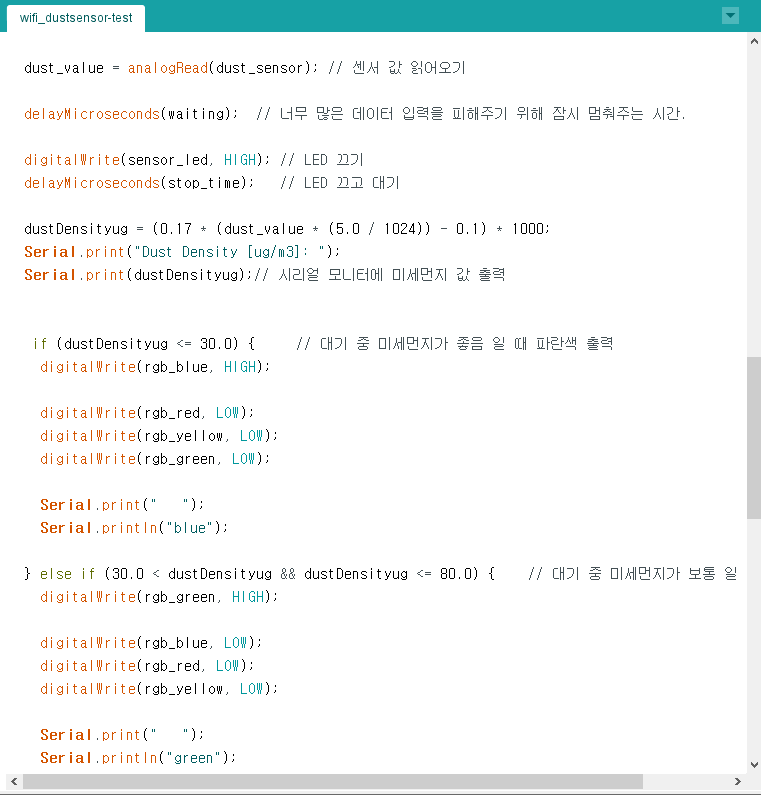 wifi_dustsensor-test
dust_value = analogRead(dust_sensor); // 센서 값 읽어오기
delayMicroseconds(waiting);  // 너무 많은 데이터 입력을 피해주기 위해 잠시 멈춰주는 시간.
digitalWrite(sensor_led, HIGH); // LED 끄기
delayMicroseconds(stop_time);   // LED 끄고 대기
dustDensityug = (0.17 * (dust_value * (5.0 / 1024)) - 0.1) * 1000;
Serial.print("Dust Density [ug/m3]: ");
Serial.print(dustDensityug);// 시리얼 모니터에 미세먼지 값 출력
if (dustDensityug <= 30.0) {     // 대기 중 미세먼지가 좋음 일 때 파란색 출력
digitalWrite(rgb_blue, HIGH);
digitalWrite(rgb_red, LOW);
digitalWrite(rgb_yellow, LOW);
digitalWrite(rgb_green, LOW);
Serial.print("   ");
Serial.println("blue");
} else if (30.0 < dustDensityug && dustDensityug <= 80.0) {    // 대기 중 미세먼지가 보통 일
digitalWrite(rgb_green, HIGH);
digitalWrite(rgb_blue, LOW);
digitalWrite(rgb_red, LOW);
digitalWrite(rgb_yellow, LOW);
Serial.print("   ");
Serial.println("green");